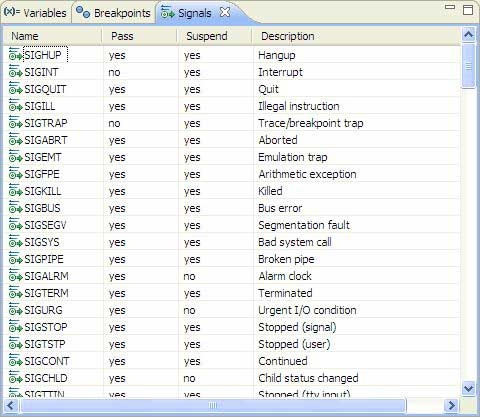 (x)= Variables Breakpoints Signals
Name Pass Suspend Description
SIGHUP yes yes Hangup
SIGINT no yes Interrupt
SIGQUIT yes yes Quit
SIGILL yes yes Illegal instruction
SIGTRAP no yes Trace/breakpoint trap
SIGABRT yes yes Aborted
SIGEMT yes yes Emulation trap
SIGFPE yes yes Arithmetic exception
SIGKILL yes yes Killed
SIGBUS yes yes Bus error
SIGSEGV yes yes Segmentation fault
SIGSYS yes yes Bad system call
SIGPIPE yes yes Broken pipe
SIGALRM yes no Alarm clock
SIGTERM yes yes Terminated
SIGURG yes no Urgent I/O condition
SIGSTOP yes yes Stopped (signal)
SIGTSTP yes yes Stopped (user)
SIGCONT yes yes Continued
SIGCHLD yes no Child status changed
SIGTTIN yes yes Stopped (tty input)